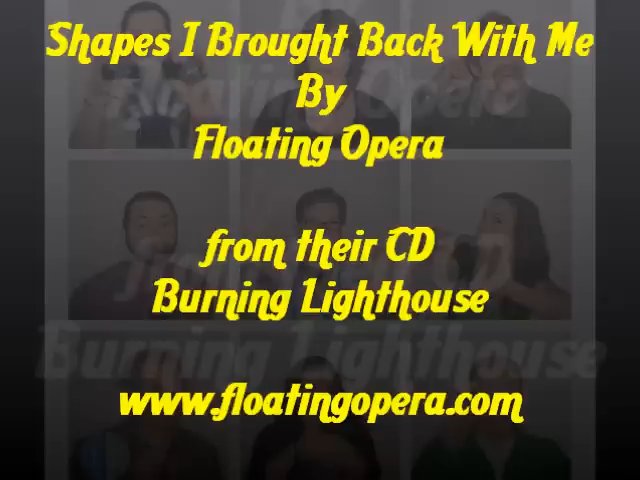 Shapes I Brought Back With Me
By
Floating Opera
from their CD
Burning Lighthouse
www.floatingopera.com